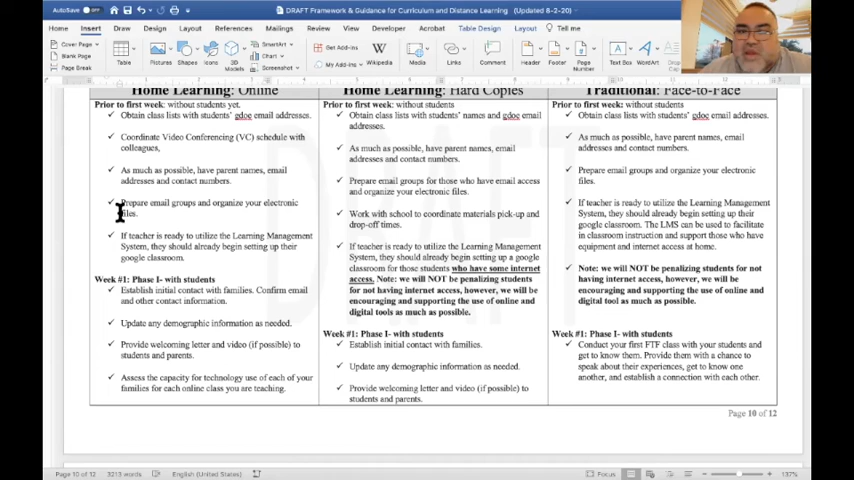 AutoSave OFF
DRAFT Framework & Guidance for Curriculum and Distance Learning (Updated 8-2-20)
Home Insert Draw Design Layout References Mailings Review View Developer Acrobat Table Design Layout Tell me
Cover Page
Blank Page
Page Break
Table
Pictures
Shapes
Icons
3D Models
SmartArt
Chart
Screenshot
Get Add-ins
My Add-ins
Wikipedia
Media
Links
Comment
Header
Footer
Page Number
Text Box
WordArt
Home Learning: Online
Prior to first week: without students yet.
✓ Obtain class lists with students' gdoe email addresses.
✓ Coordinate Video Conferencing (VC) schedule with
colleagues,
✓ As much as possible, have parent names, email
addresses and contact numbers.
✓ Prepare email groups and organize your electronic
files.
✓ If teacher is ready to utilize the Learning Management
System, they should already begin setting up their
google classroom.
Week #1: Phase I- with students
✓ Establish initial contact with families. Confirm email
and other contact information.
✓ Update any demographic information as needed.
✓ Provide welcoming letter and video (if possible) to
students and parents.
✓ Assess the capacity for technology use of each of your
families for each online class you are teaching.
Home Learning: Hard Copies
Prior to first week: without students
✓ Obtain class lists with students' names and gdoe email
addresses.
✓ As much as possible, have parent names, email
addresses and contact numbers.
✓ Prepare email groups for those who have email access
and organize your electronic files.
✓ Work with school to coordinate materials pick-up and
drop-off times.
✓ If teacher is ready to utilize the Learning Management
System, they should already begin setting up a google
classroom for those students who have some internet
access. Note: we will NOT be penalizing students
for not having internet access, however, we will be
encouraging and supporting the use of online and
digital tools as much as possible.
Week #1: Phase I- with students
✓ Establish initial contact with families.
✓ Update any demographic information as needed.
✓ Provide welcoming letter and video (if possible) to
students and parents.
Traditional: Face-to-Face
Prior to first week: without students
✓ Obtain class lists with students' gdoe email addresses.
✓ As much as possible, have parent names, email
addresses and contact numbers.
✓ Prepare email groups and organize your electronic
files.
✓ If teacher is ready to utilize the Learning Management
System, they should already begin setting up their
google classroom. The LMS can be used to facilitate
in classroom instruction and support those who have
equipment and internet access at home.
✓ Note: we will NOT be penalizing students for not
having internet access, however, we will be
encouraging and supporting the use of online and
digital tool as much as possible.
Week #1: Phase I- with students
✓ Conduct your first FTF class with your students and
get to know them. Provide them with a chance to
speak about their experiences, get to know one
another, and establish a connection with each other.
Page 10 of 12
Page 10 of 12 3213 words English (United States) Focus 137%